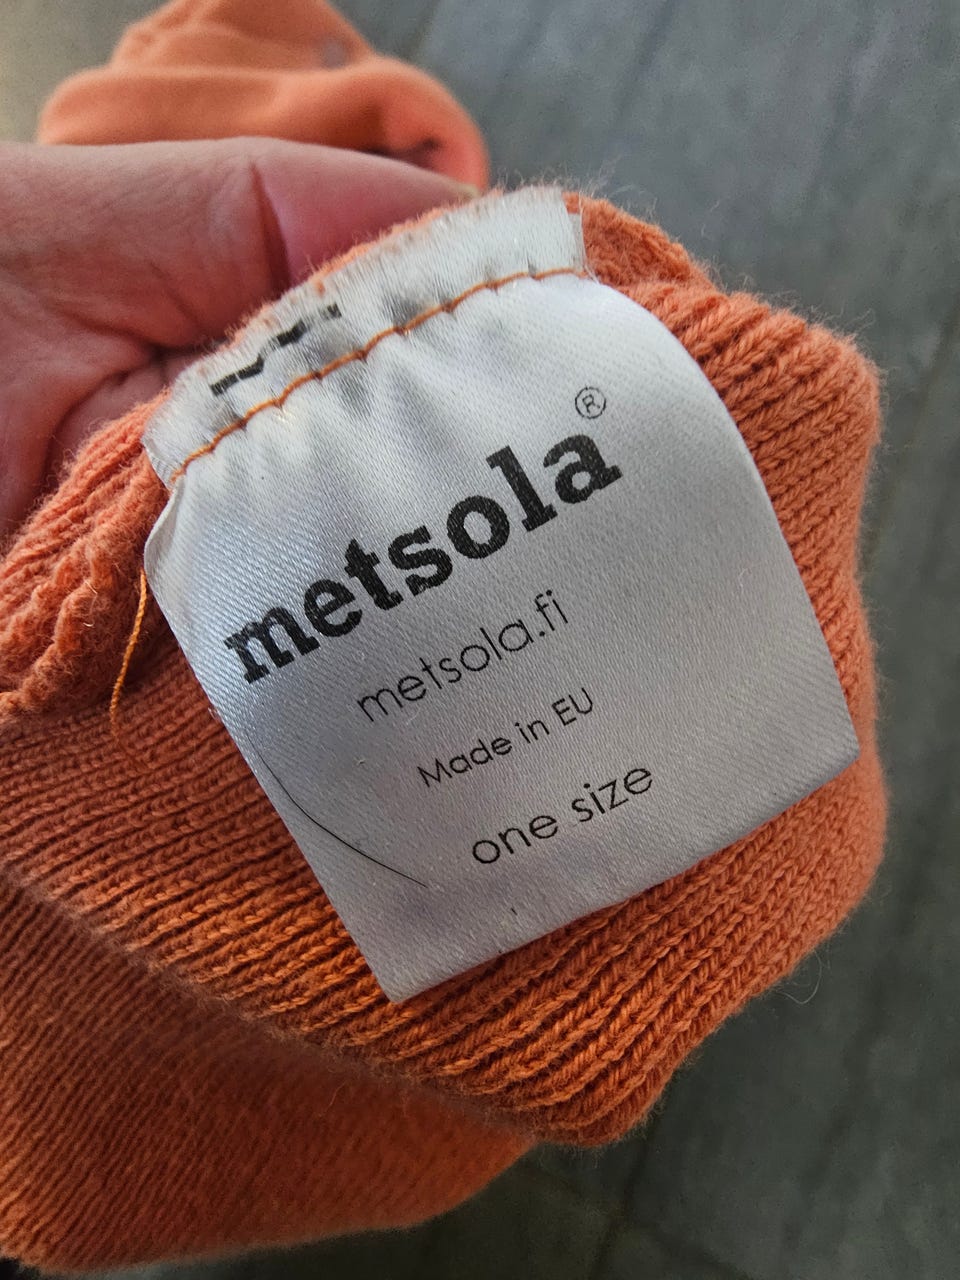 metsola®
metsola.fi
Made in EU
one size